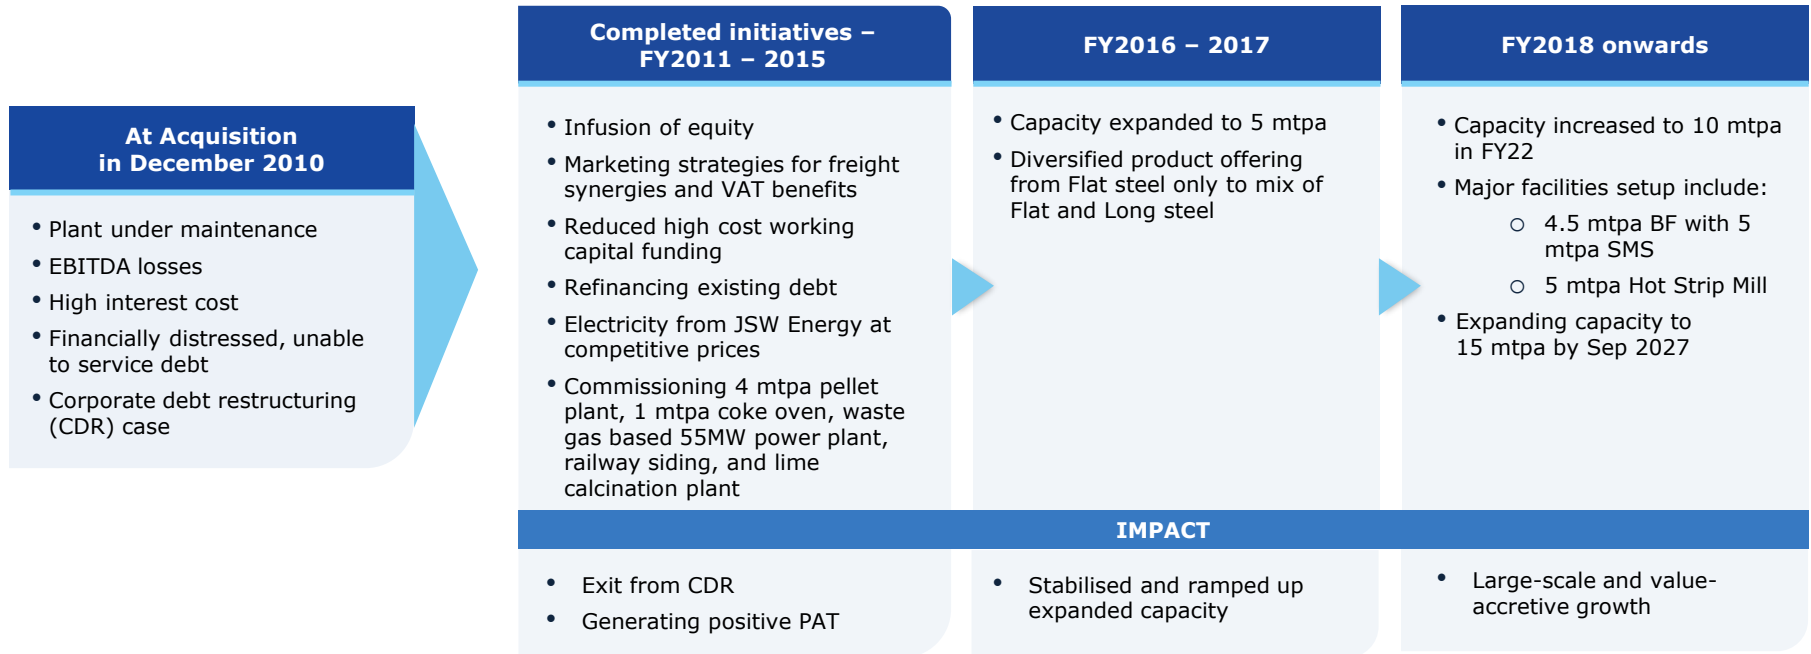 At Acquisition
in December 2010
• Plant under maintenance
• EBITDA losses
• High interest cost
• Financially distressed, unable
to service debt
• Corporate debt restructuring
(CDR) case
Completed initiatives –
FY2011 – 2015
• Infusion of equity
• Marketing strategies for freight
synergies and VAT benefits
• Reduced high cost working
capital funding
• Refinancing existing debt
• Electricity from JSW Energy at
competitive prices
• Commissioning 4 mtpa pellet
plant, 1 mtpa coke oven, waste
gas based 55MW power plant,
railway siding, and lime
calcination plant
FY2016 – 2017
• Capacity expanded to 5 mtpa
• Diversified product offering
from Flat steel only to mix of
Flat and Long steel
FY2018 onwards
• Capacity increased to 10 mtpa
in FY22
• Major facilities setup include:
o 4.5 mtpa BF with 5
mtpa SMS
o 5 mtpa Hot Strip Mill
• Expanding capacity to
15 mtpa by Sep 2027
IMPACT
• Exit from CDR
• Generating positive PAT
• Stabilised and ramped up
expanded capacity
• Large-scale and value-
accretive growth